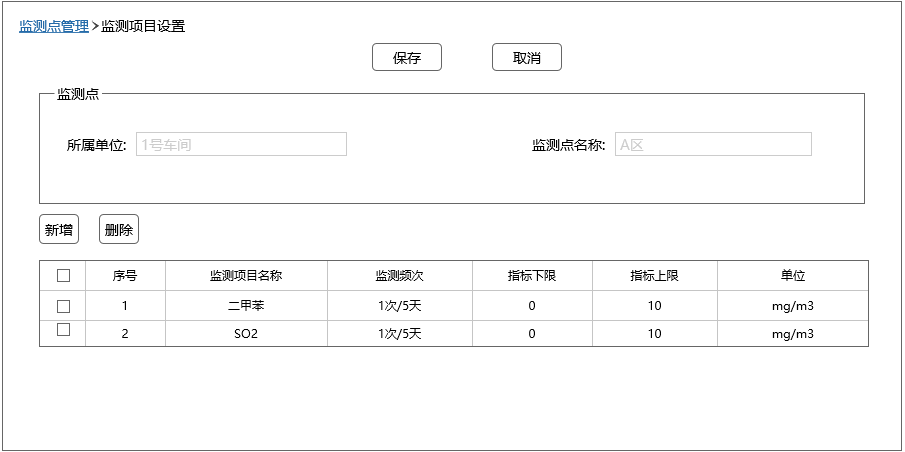 监测点管理>监测项目设置
保存 取消
监测点
所属单位: 1号车间 监测点名称: A区
新增 删除
序号 监测项目名称 监测频次 指标下限 指标上限 单位
1 二甲苯 1次/5天 0 10 mg/m3
2 SO2 1次/5天 0 10 mg/m3